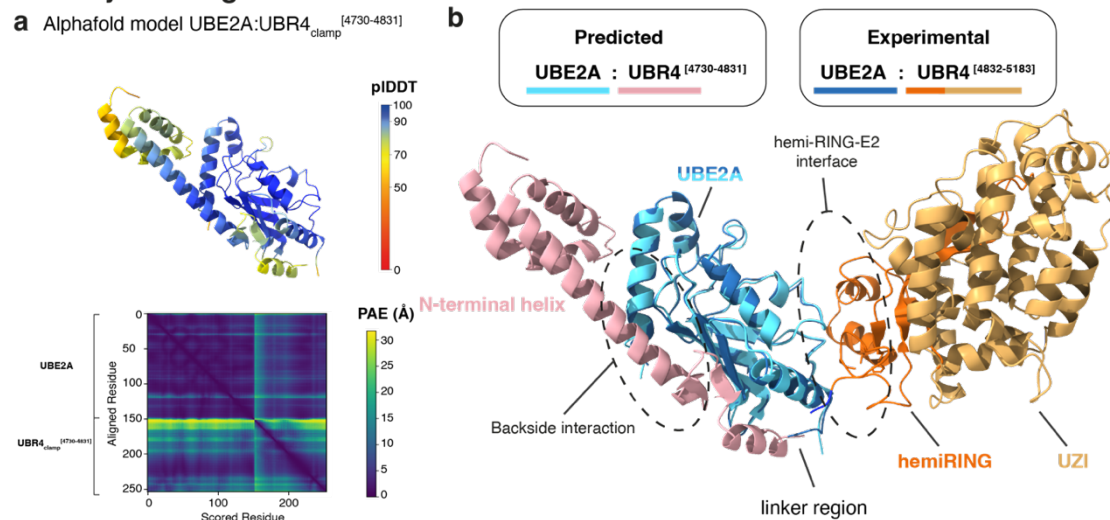 a Alphafold model UBE2A:UBR4clamp[4730-4831]
pIDDT
100
90
70
50
0
PAE (Å)
30
25
20
15
10
5
0
0
50
100
150
200
250
Aligned Residue
UBE2A
UBR4clamp[4730-4831]
0
100
200
Scored Residue
b
Predicted
UBE2A : UBR4[4730-4831]
Experimental
UBE2A : UBR4[4832-5183]
hemi-RING-E2
interface
UBE2A
N-terminal helix
Backside interaction
hemiRING
UZI
linker region